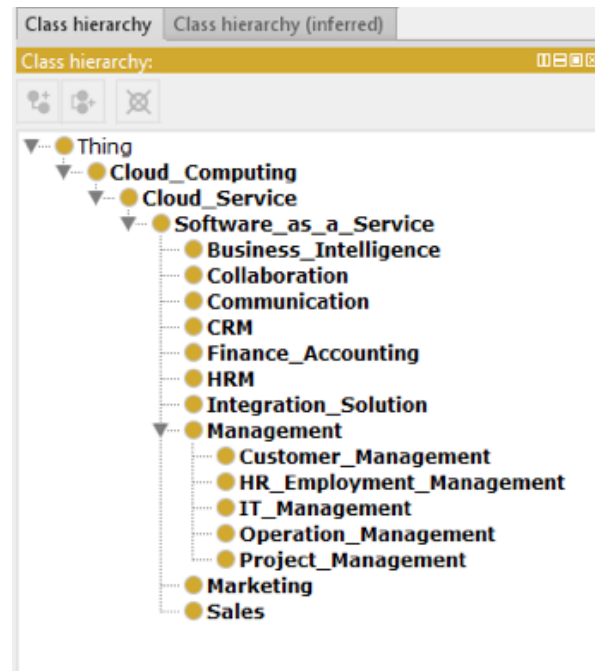 Class hierarchy Class hierarchy (inferred)
Class hierarchy:
Thing
Cloud_Computing
Cloud_Service
Software_as_a_Service
Business_Intelligence
Collaboration
Communication
CRM
Finance_Accounting
HRM
Integration_Solution
Management
Customer_Management
HR_Employment_Management
IT_Management
Operation_Management
Project_Management
Marketing
Sales